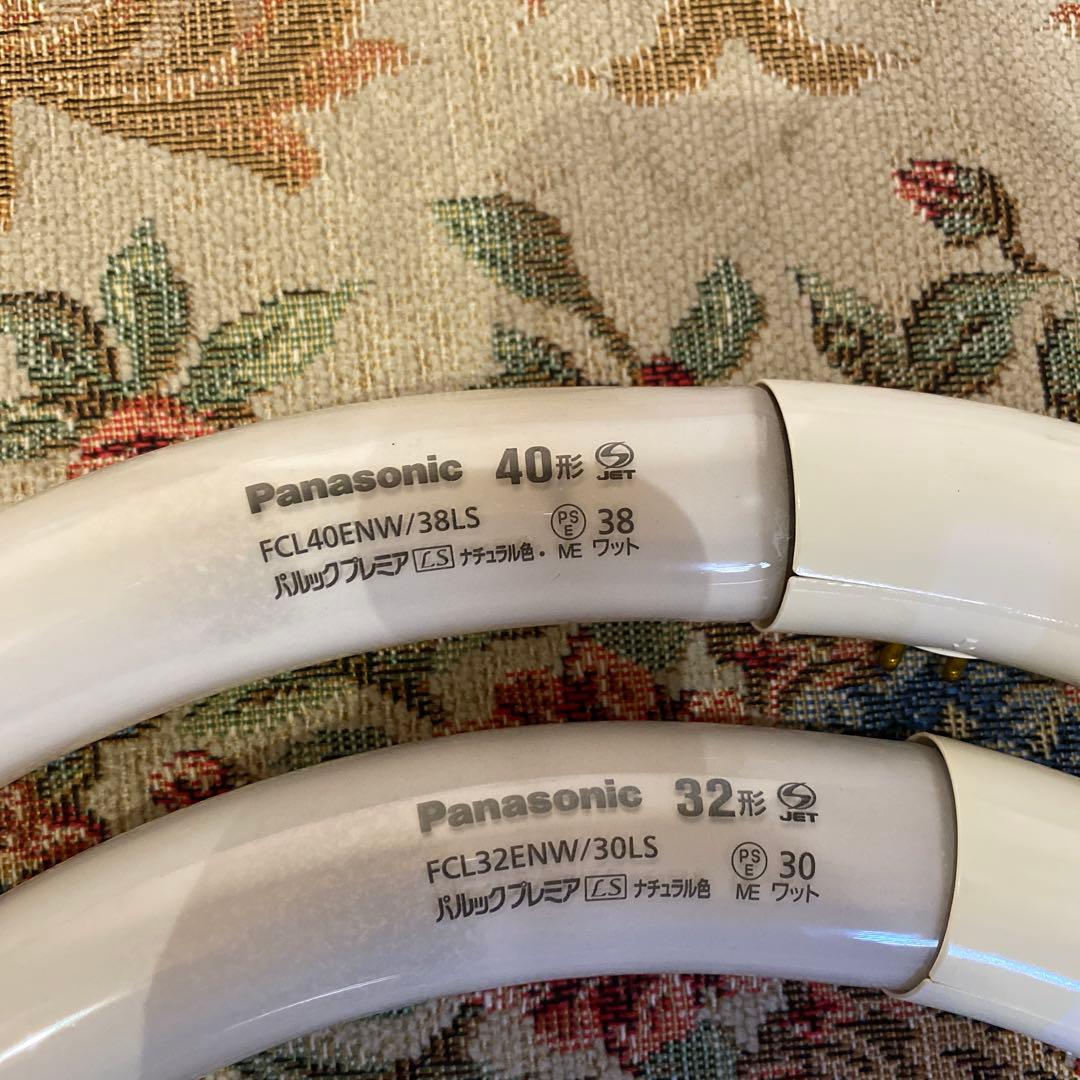 Panasonic 40形 JET
FCL40ENW/38LS PSE 38
パルックプレミア LS ナチュラル色・ ME ワット
Panasonic 32形 JET
FCL32ENW/30LS PSE 30
パルックプレミア LS ナチュラル色 ME ワット